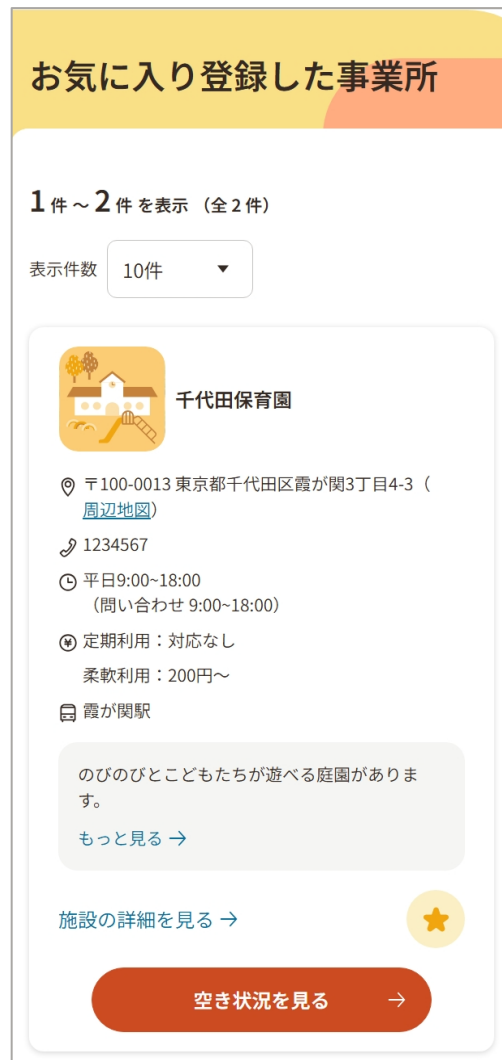 お気に入り登録した事業所
1 件 ~ 2 件 を表示 （全 2 件）
表示件数 10件
千代田保育園
〒100-0013 東京都千代田区霞が関3丁目4-3（
周辺地図）
1234567
平日9:00~18:00
（問い合わせ 9:00~18:00）
定期利用：対応なし
柔軟利用：200円～
霞が関駅
のびのびとこどもたちが遊べる庭園がありま
す。
もっと見る →
施設の詳細を見る →
空き状況を見る →